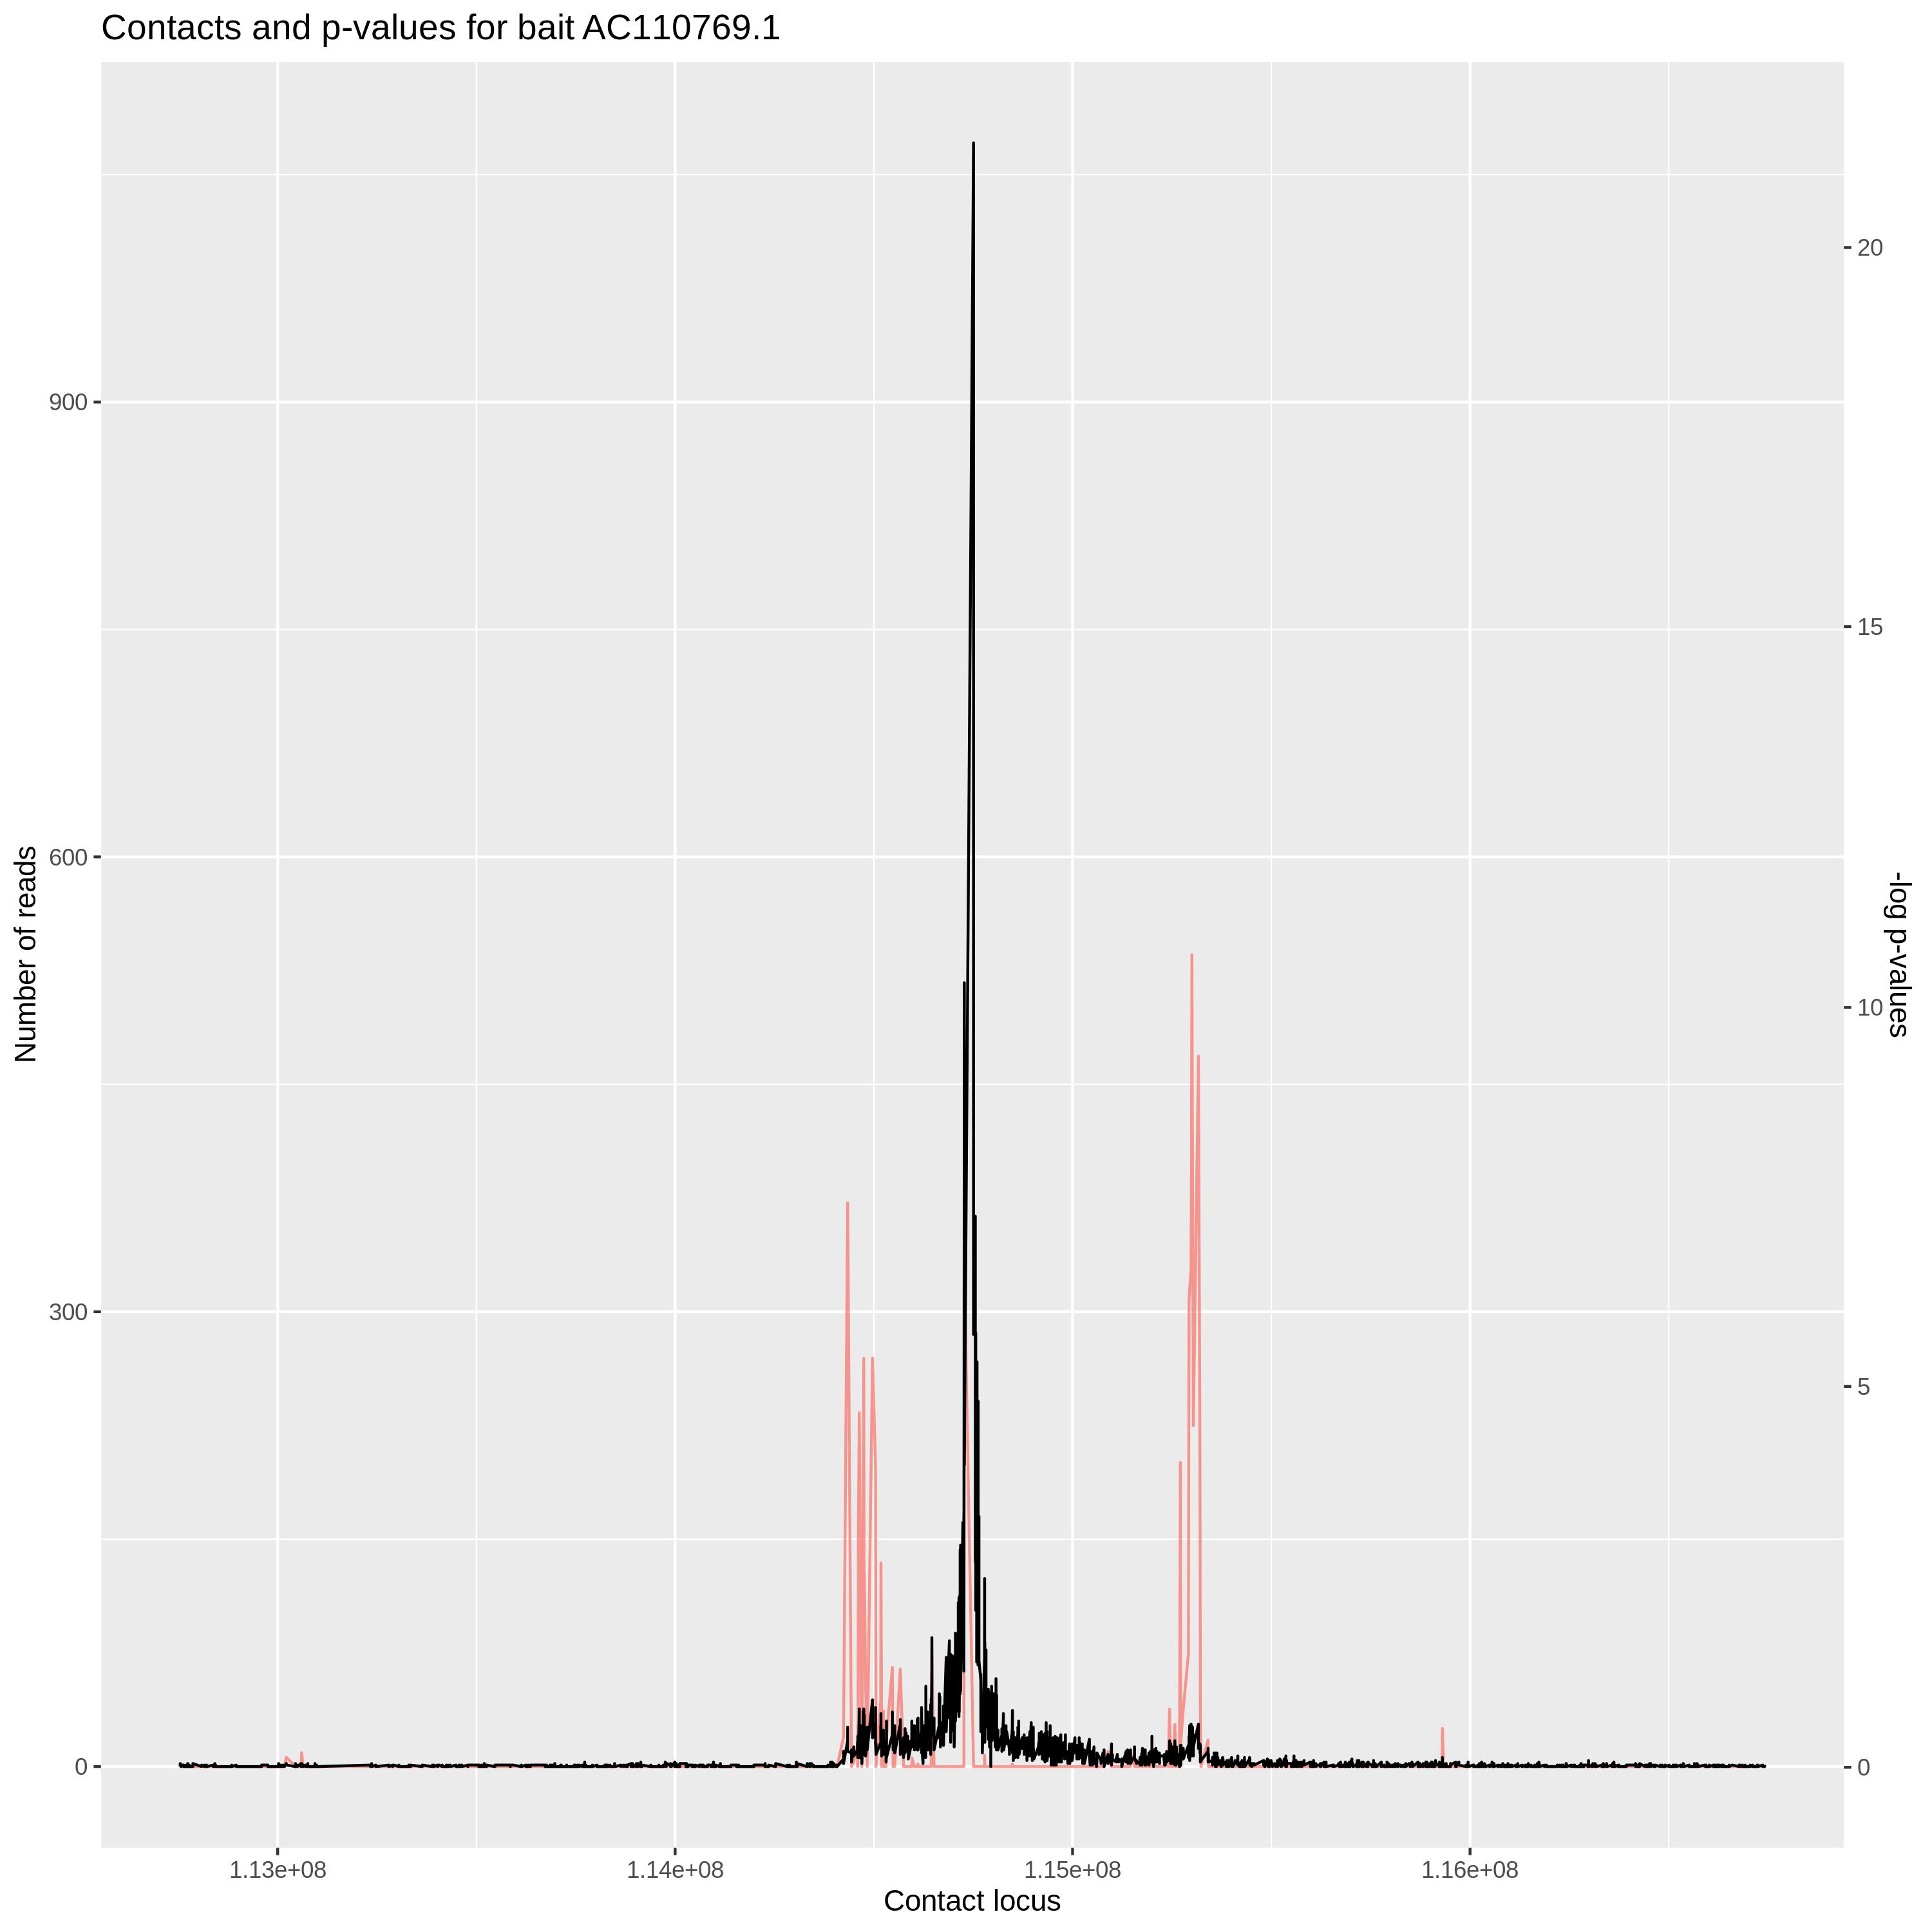 Contacts and p-values for bait AC110769.1
Number of reads
900
600
300
0
20
15
10
5
0
-log p-values
1.13e+08 1.14e+08 1.15e+08 1.16e+08
Contact locus